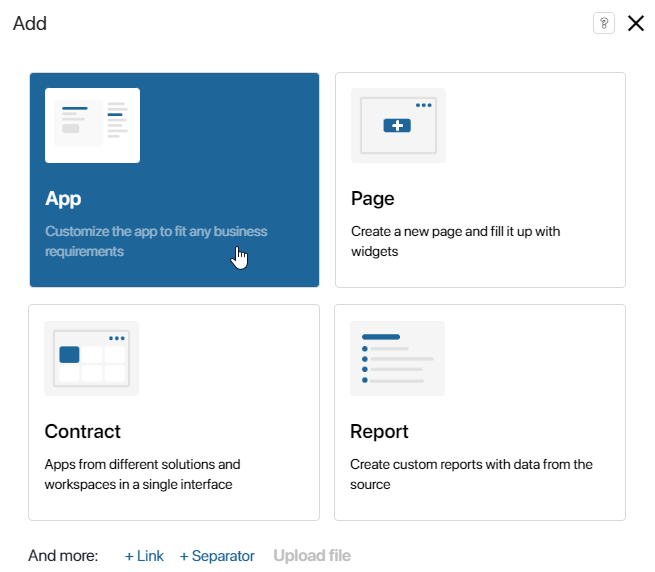 Add
?
App
Customize the app to fit any business
requirements
Page
Create a new page and fill it up with
widgets
Contract
Apps from different solutions and
workspaces in a single interface
Report
Create custom reports with data from the
source
And more: + Link + Separator Upload file